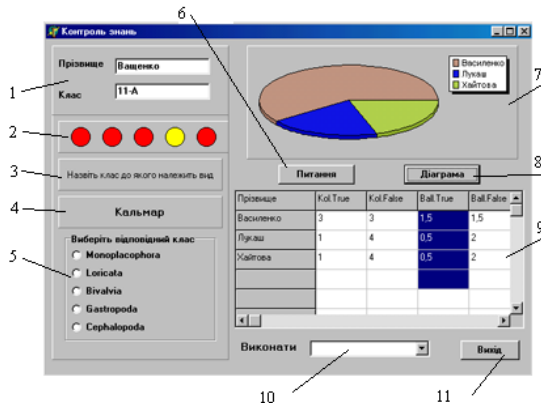 6
Контроль знань
Прізвище Ващенко
Клас 11-А
1
2
3 Назвіть клас до якого належить вид
4 Кальмар
Виберіть відповідний клас
5
Monoplacophora
Loricata
Bivalvia
Gastropoda
Cephalopoda
Василенко
Лукаш
Хайтова
7
Питання
Діаграма
8
Прізвище Kol.True Kol.False Ball.True Ball.False
Василенко 3 3 1,5 1,5
Лукаш 1 4 0,5 2
Хайтова 1 4 0,5 2
9
Виконати
Вихід
10
11